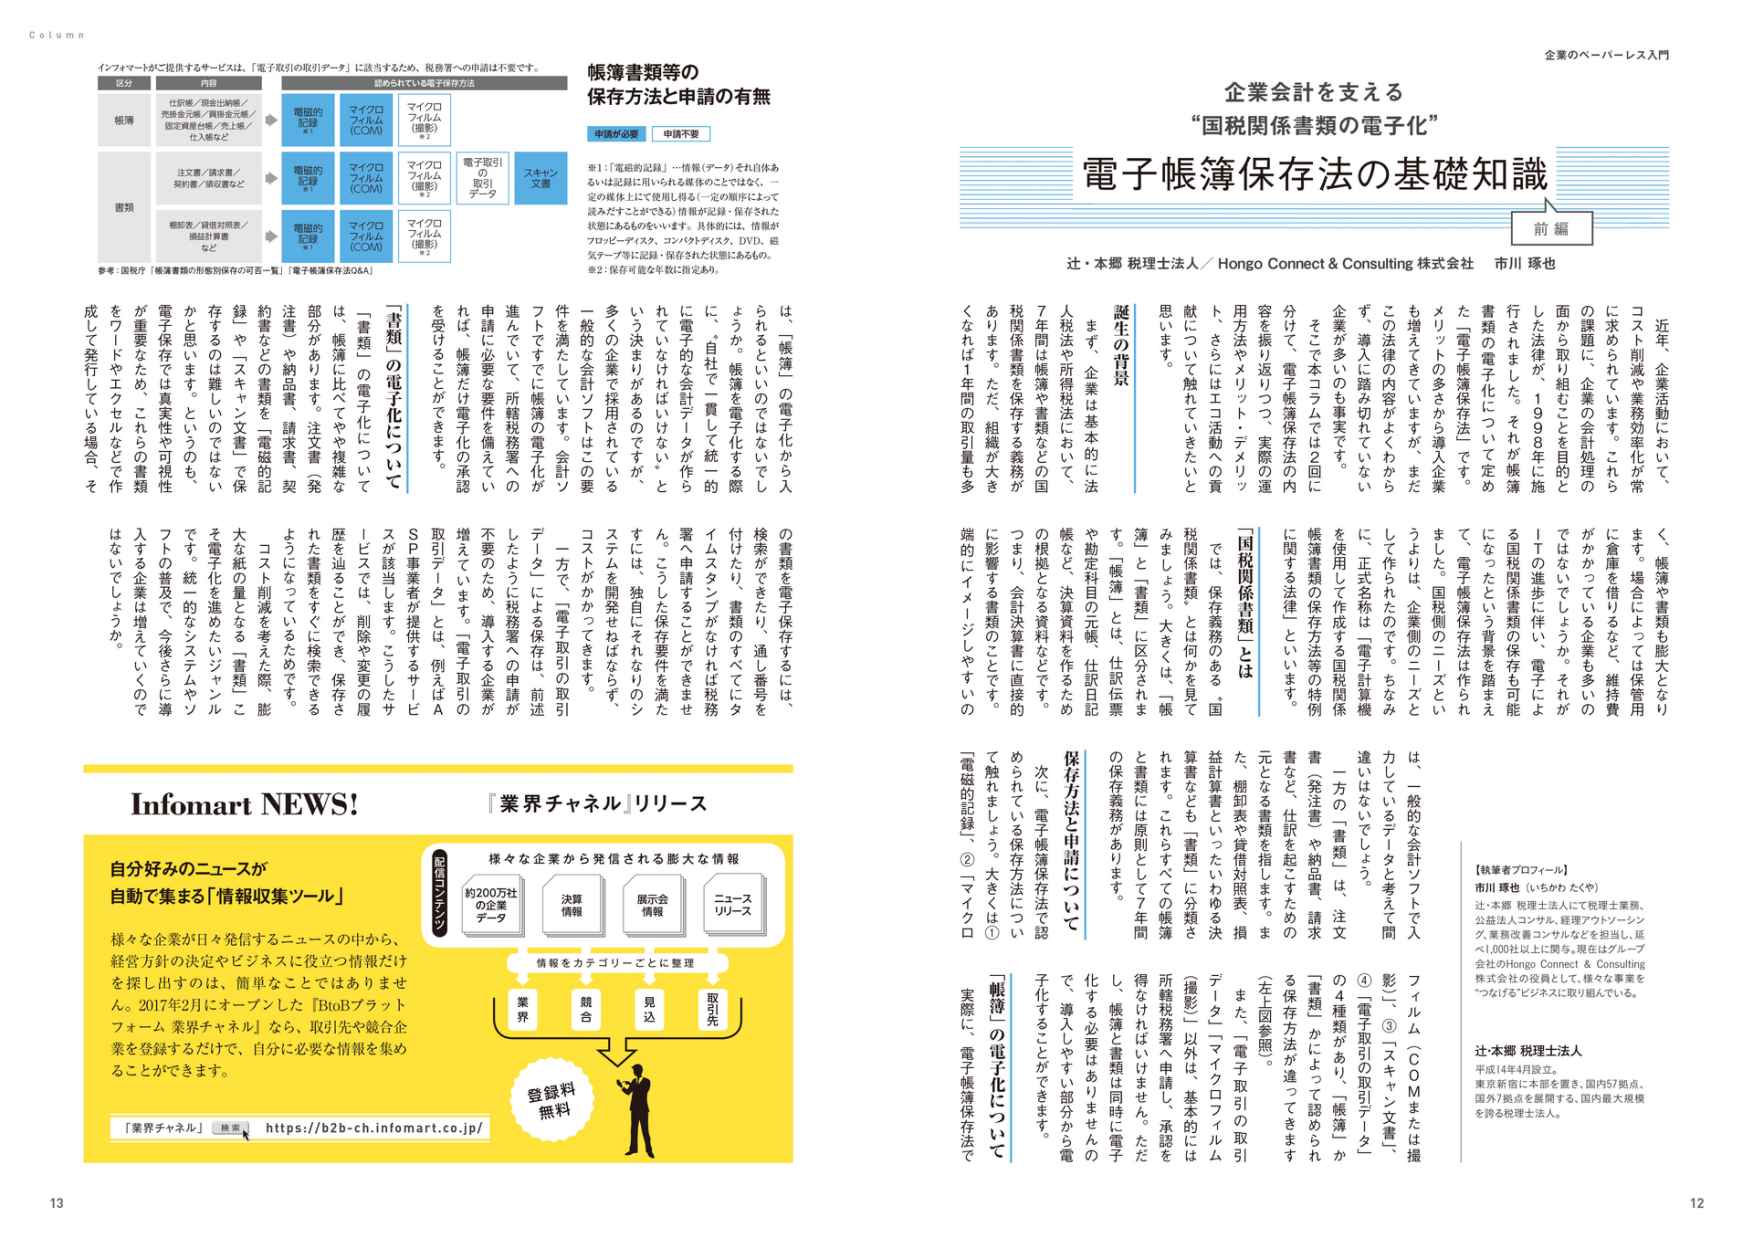 企業のペーパーレス入門
企業会計を支える
“国税関係書類の電子化”
電子帳簿保存法の基礎知識
前編
辻・本郷 税理士法人／ Hongo Connect & Consulting 株式会社 市川 琢也
近年、企業活動において、
コスト削減や業務効率化が常
に求められています。これら
の課題に、企業の会計処理の
面から取り組むことを目的と
した法律が、1998年に施
行されました。それが帳簿
書類の電子化について定め
た「電子帳簿保存法」です。
メリットの多さから導入企業
も増えてきていますが、まだ
この法律の内容がよくわから
ず、導入に踏み切れていない
企業が多いのも事実です。
そこで本コラムでは2回に
分けて、電子帳簿保存法の内
容を振り返りつつ、実際の運
用方法やメリット・デメリッ
ト、さらにはエコ活動への貢
献について触れていきたいと
思います。
誕生の背景
まず、企業は基本的に法
人税法や所得税法において、
7年間は帳簿や書類などの国
税関係書類を保存する義務が
あります。ただ、組織が大き
くなれば1年間の取引量も多
く、帳簿や書類も膨大となり
ます。場合によっては保管用
に倉庫を借りるなど、維持費
がかかっている企業も多いの
ではないでしょうか。それが
ITの進歩に伴い、電子によ
る国税関係書類の保存も可能
になったという背景を踏まえ
て、電子帳簿保存法は作られ
ました。国税側のニーズとい
うよりは、企業側のニーズと
して作られたのです。ちなみ
に、正式名称は「電子計算機
を使用して作成する国税関係
帳簿書類の保存方法等の特例
に関する法律」といいます。
「国税関係書類」とは
では、保存義務のある〝国
税関係書類〟とは何かを見て
みましょう。大きくは、「帳
簿」と「書類」に区分されま
す。「帳簿」とは、仕訳伝票
や勘定科目の元帳、仕訳日記
帳など、決算資料を作るため
の根拠となる資料などです。
つまり、会計決算書に直接的
に影響する書類のことです。
端的にイメージしやすいの
は、一般的な会計ソフトで入
力しているデータと考えて間
違いはないでしょう。
一方の「書類」は、注文
書（発注書）や納品書、請求
書など、仕訳を起こすための
元となる書類を指します。ま
た、棚卸表や貸借対照表、損
益計算書といったいわゆる決
算書なども「書類」に分類さ
れます。これらすべての帳簿
と書類には原則として7年間
の保存義務があります。
保存方法と申請について
次に、電子帳簿保存法で認
められている保存方法につい
て触れましょう。大きくは①
「電磁的記録」、②「マイクロ
フィルム（COMまたは撮
影）」、③「スキャン文書」、
④「電子取引の取引データ」
の4種類があり、「帳簿」か
「書類」かによって認められ
る保存方法が違ってきます
（左上図参照）。
また、「電子取引の取引
データ」「マイクロフィルム
（撮影）」以外は、基本的には
所轄税務署へ申請し、承認を
得なければいけません。ただ
し、帳簿と書類は同時に電子
化する必要はありませんの
で、導入しやすい部分から電
子化することができます。
「帳簿」の電子化について
実際に、電子帳簿保存法で
【執筆者プロフィール】
市川 琢也（いちかわ たくや）
辻・本郷 税理士法人にて税理士業務、
公益法人コンサル、経理アウトソーシン
グ、業務改善コンサルなどを担当し、延
べ1,000社以上に関与。現在はグループ
会社のHongo Connect & Consulting
株式会社の役員として、様々な事業を
“つなげる”ビジネスに取り組んでいる。
辻・本郷 税理士法人
平成14年4月設立。
東京新宿に本部を置き、国内57拠点、
国外7拠点を展開する、国内最大規模
を誇る税理士法人。
12
Column
インフォマートがご提供するサービスは、「電子取引の取引データ」に該当するため、税務署への申請は不要です。
区分 内容 認められている電子保存方法
帳簿
仕訳帳／現金出納帳／
売掛金元帳／買掛金元帳／
固定資産台帳／売上帳／
仕入帳など
電磁的
記録
※1
マイクロ
フィルム
(COM)
マイクロ
フィルム
(撮影)
※2
書類
注文書／請求書／
契約書／領収書など
電磁的
記録
※1
マイクロ
フィルム
(COM)
マイクロ
フィルム
(撮影)
※2
電子取引
の
取引
データ
スキャン
文書
棚卸表／貸借対照表／
損益計算書
など
電磁的
記録
※1
マイクロ
フィルム
(COM)
マイクロ
フィルム
(撮影)
※2
参考：国税庁「帳簿書類の形態別保存の可否一覧」「電子帳簿保存法Q&A」
帳簿書類等の
保存方法と申請の有無
申請が必要 申請不要
※1：「電磁的記録」…情報（データ）それ自体あ
るいは記録に用いられる媒体のことではなく、一
定の媒体上にて使用し得る（一定の順序によって
読みだすことができる）情報が記録・保存された
状態にあるものをいいます。具体的には、情報が
フロッピーディスク、コンパクトディスク、DVD、磁
気テープ等に記録・保存された状態にあるもの。
※2：保存可能な年数に指定あり。
は、「帳簿」の電子化から入
られるといいのではないでし
ょうか。帳簿を電子化する際
に、〝自社で一貫して統一的
に電子的な会計データが作ら
れていなければいけない〟と
いう決まりがあるのですが、
多くの企業で採用されている
一般的な会計ソフトはこの要
件を満たしています。会計ソ
フトですでに帳簿の電子化が
進んでいて、所轄税務署への
申請に必要な要件を備えてい
れば、帳簿だけ電子化の承認
を受けることができます。
「書類」の電子化について
「書類」の電子化について
は、帳簿に比べてやや複雑な
部分があります。注文書（発
注書）や納品書、請求書、契
約書などの書類を「電磁的記
録」や「スキャン文書」で保
存するのは難しいのではない
かと思います。というのも、
電子保存では真実性や可視性
が重要なため、これらの書類
をワードやエクセルなどで作
成して発行している場合、そ
の書類を電子保存するには、
検索ができたり、通し番号を
付けたり、書類のすべてにタ
イムスタンプがなければ税務
署へ申請することができませ
ん。こうした保存要件を満た
すには、独自にそれなりのシ
ステムを開発せねばならず、
コストがかかってきます。
一方で、「電子取引の取引
データ」による保存は、前述
したように税務署への申請が
不要のため、導入する企業が
増えています。「電子取引の
取引データ」とは、例えばA
SP事業者が提供するサービ
スが該当します。こうしたサ
ービスでは、削除や変更の履
歴を辿ることができ、保存さ
れた書類をすぐに検索できる
ようになっているためです。
コスト削減を考えた際、膨
大な紙の量となる「書類」こ
そ電子化を進めたいジャンル
です。統一的なシステムやソ
フトの普及で、今後さらに導
入する企業は増えていくので
はないでしょうか。
Infomart NEWS!
『業界チャネル』リリース
自分好みのニュースが
自動で集まる「情報収集ツール」
様々な企業が日々発信するニュースの中から、
経営方針の決定やビジネスに役立つ情報だけ
を探し出すのは、簡単なことではありませ
ん。2017年2月にオープンした『BtoBプラット
フォーム 業界チャネル』なら、取引先や競合企
業を登録するだけで、自分に必要な情報を集め
ることができます。
「業界チャネル」 検索 https://b2b-ch.infomart.co.jp/
配信コンテンツ
様々な企業から発信される膨大な情報
約200万社
の企業
データ
決算
情報
展示会
情報
ニュース
リリース
情報をカテゴリーごとに整理
業界
競合
見込
取引先
登録料
無料
13